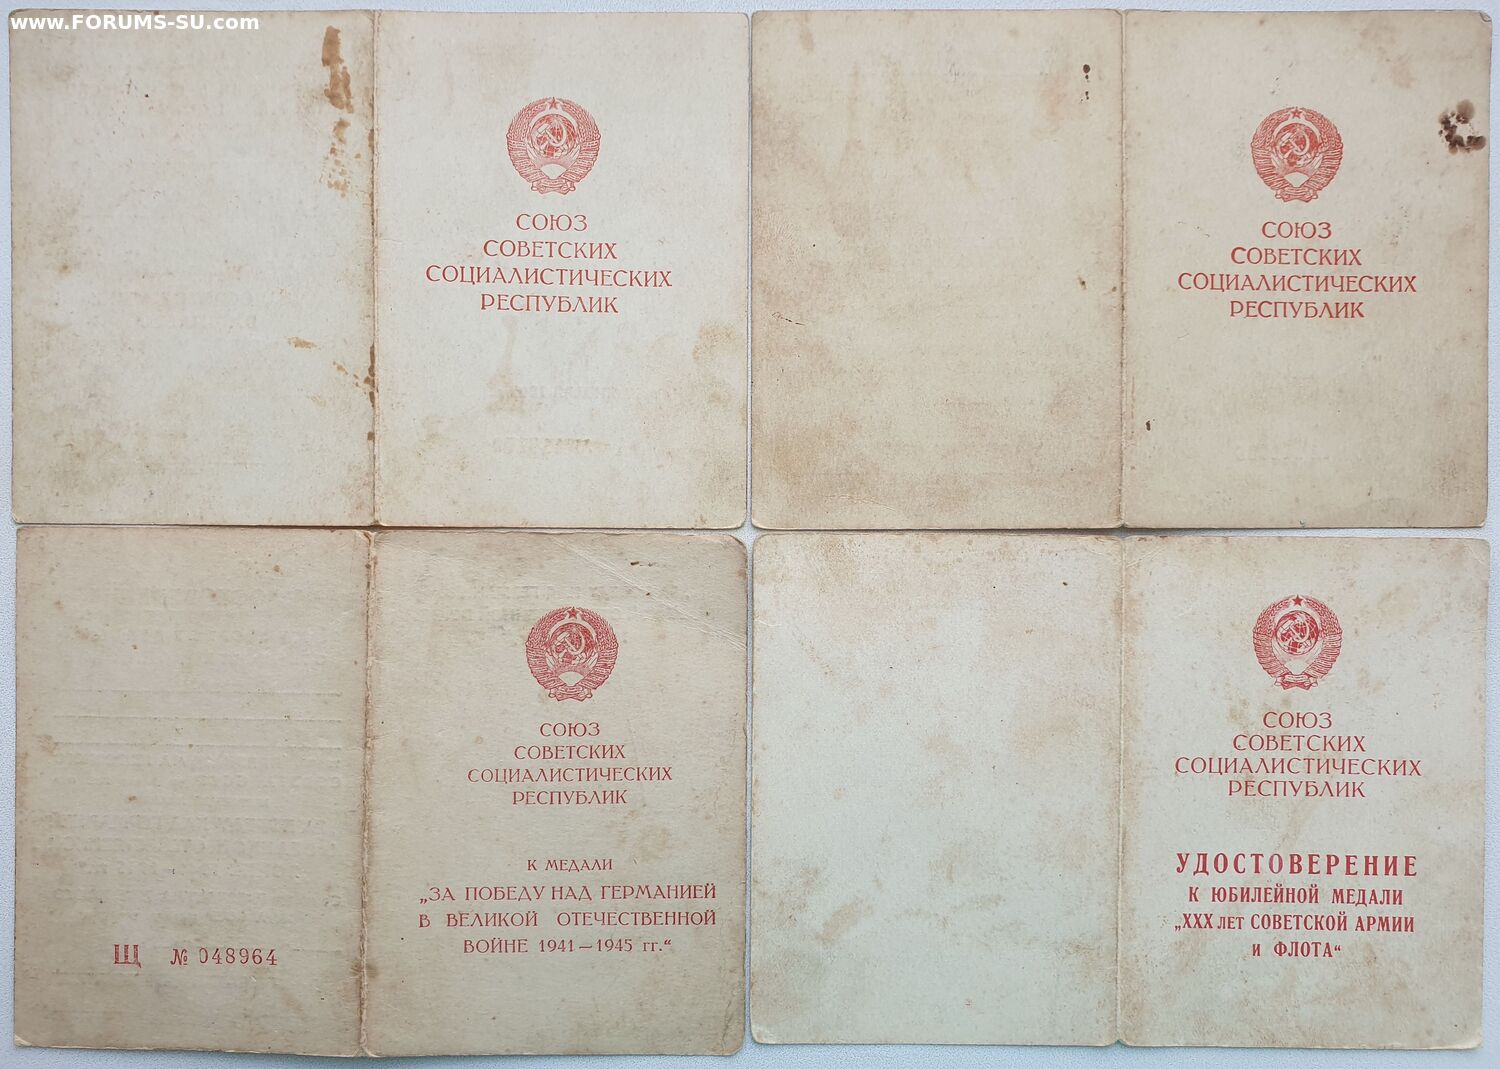 www.FORUMS-SU.com
СОЮЗ
СОВЕТСКИХ
СОЦИАЛИСТИЧЕСКИХ
РЕСПУБЛИК
СОЮЗ
СОВЕТСКИХ
СОЦИАЛИСТИЧЕСКИХ
РЕСПУБЛИК
Щ № 048964
СОЮЗ
СОВЕТСКИХ
СОЦИАЛИСТИЧЕСКИХ
РЕСПУБЛИК
К МЕДАЛИ
„ЗА ПОБЕДУ НАД ГЕРМАНИЕЙ
В ВЕЛИКОЙ ОТЕЧЕСТВЕННОЙ
ВОЙНЕ 1941 — 1945 гг.“
СОЮЗ
СОВЕТСКИХ
СОЦИАЛИСТИЧЕСКИХ
РЕСПУБЛИК
УДОСТОВЕРЕНИЕ
К ЮБИЛЕЙНОЙ МЕДАЛИ
„XXX ЛЕТ СОВЕТСКОЙ АРМИИ
И ФЛОТА“